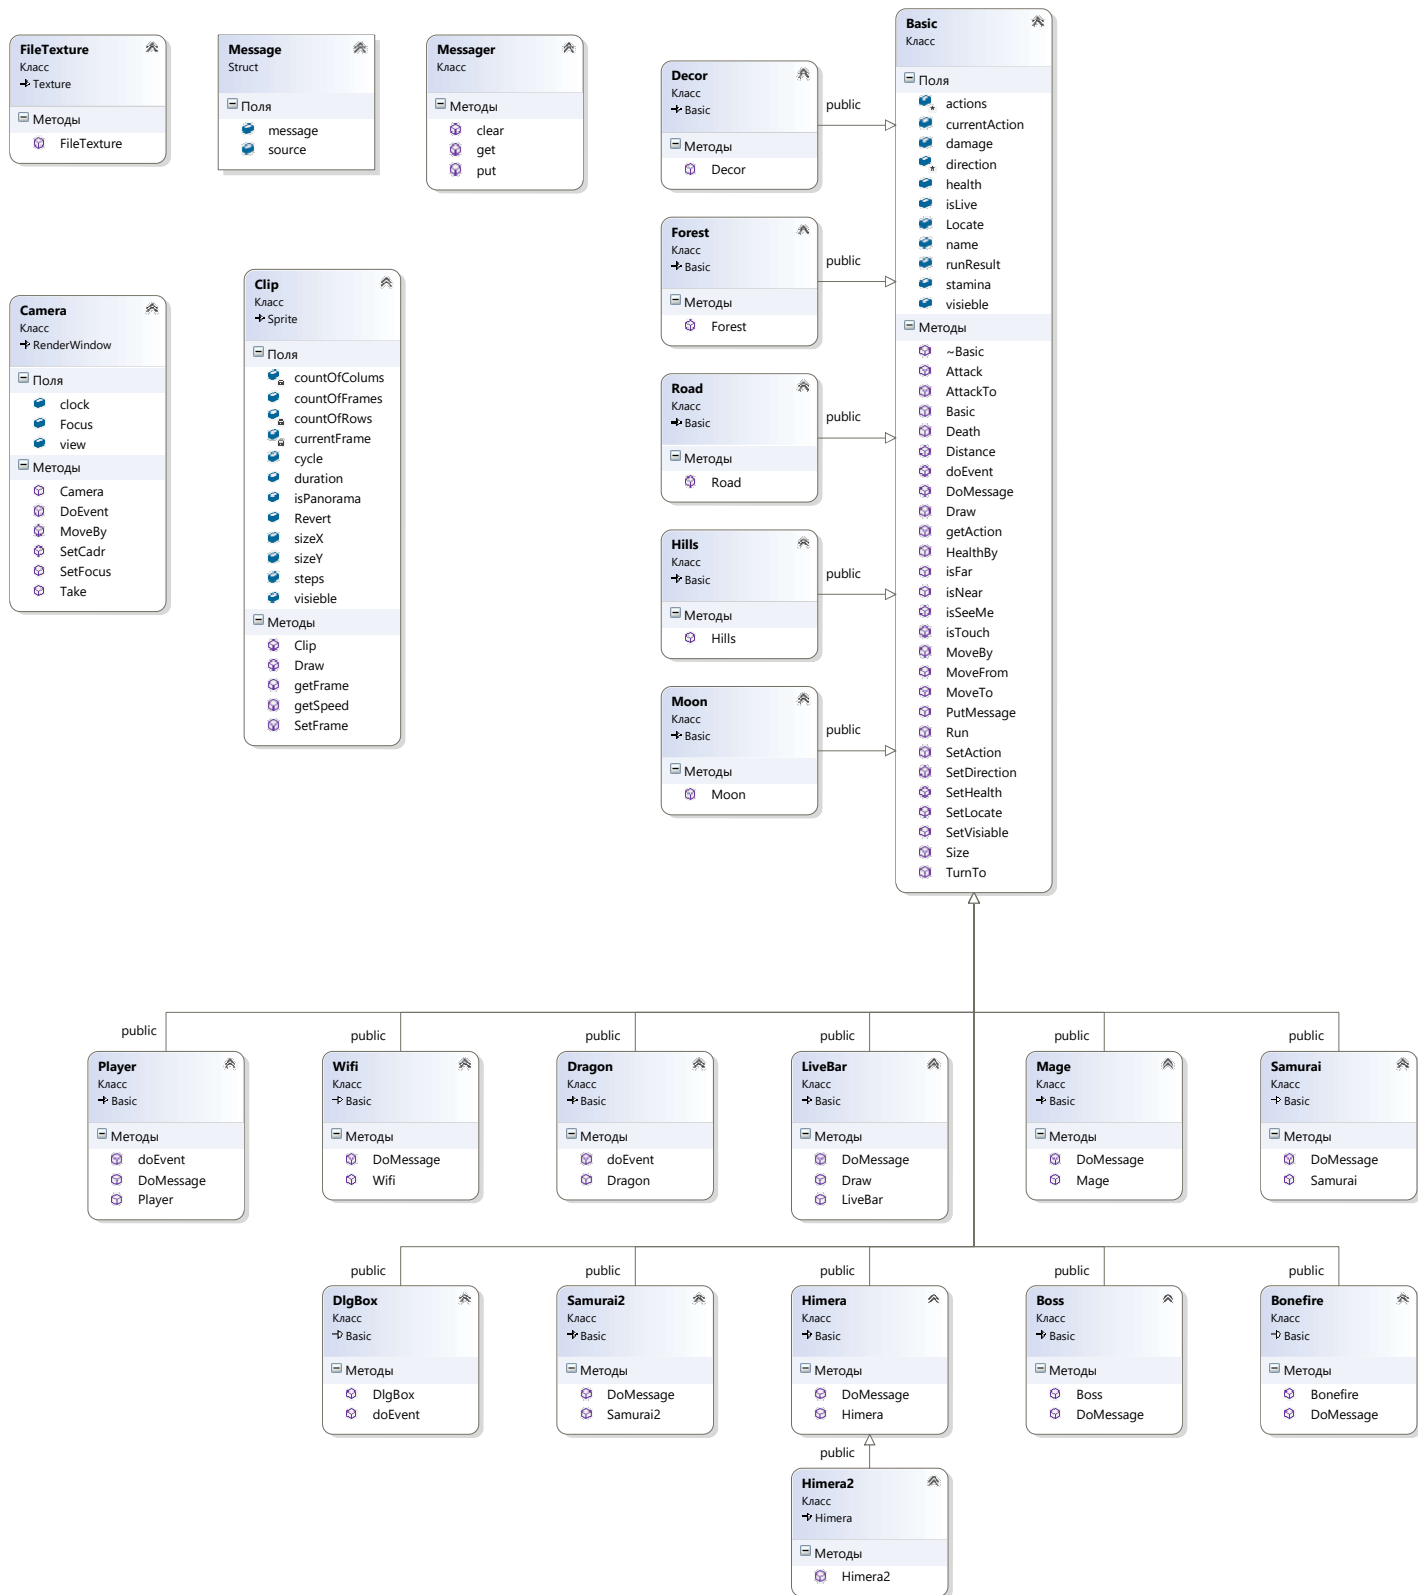 FileTexture
Класс
Texture
Методы
FileTexture
Message
Struct
Поля
message
source
Messager
Класс
Методы
clear
get
put
Decor
Класс
Basic
Методы
Decor
public
Basic
Класс
Поля
actions
currentAction
damage
direction
health
isLive
Locate
name
runResult
stamina
visieble
Методы
~Basic
Attack
AttackTo
Basic
Death
Distance
doEvent
DoMessage
Draw
getAction
HealthBy
isFar
isNear
isSeeMe
isTouch
MoveBy
MoveFrom
MoveTo
PutMessage
Run
SetAction
SetDirection
SetHealth
SetLocate
SetVisiable
Size
TurnTo
Forest
Класс
Basic
Методы
Forest
public
Camera
Класс
RenderWindow
Поля
clock
Focus
view
Методы
Camera
DoEvent
MoveBy
SetCadr
SetFocus
Take
Clip
Класс
Sprite
Поля
countOfColums
countOfFrames
countOfRows
currentFrame
cycle
duration
isPanorama
Revert
sizeX
sizeY
steps
visieble
Методы
Clip
Draw
getFrame
getSpeed
SetFrame
Road
Класс
Basic
Методы
Road
public
Hills
Класс
Basic
Методы
Hills
public
Moon
Класс
Basic
Методы
Moon
public
public
Player
Класс
Basic
Методы
doEvent
DoMessage
Player
public
Wifi
Класс
Basic
Методы
DoMessage
Wifi
public
Dragon
Класс
Basic
Методы
doEvent
Dragon
public
LiveBar
Класс
Basic
Методы
DoMessage
Draw
LiveBar
public
Mage
Класс
Basic
Методы
DoMessage
Mage
public
Samurai
Класс
Basic
Методы
DoMessage
Samurai
public
DlgBox
Класс
Basic
Методы
DlgBox
doEvent
public
Samurai2
Класс
Basic
Методы
DoMessage
Samurai2
public
Himera
Класс
Basic
Методы
DoMessage
Himera
public
Boss
Класс
Basic
Методы
Boss
DoMessage
public
Bonefire
Класс
Basic
Методы
Bonefire
DoMessage
public
Himera2
Класс
Himera
Методы
Himera2